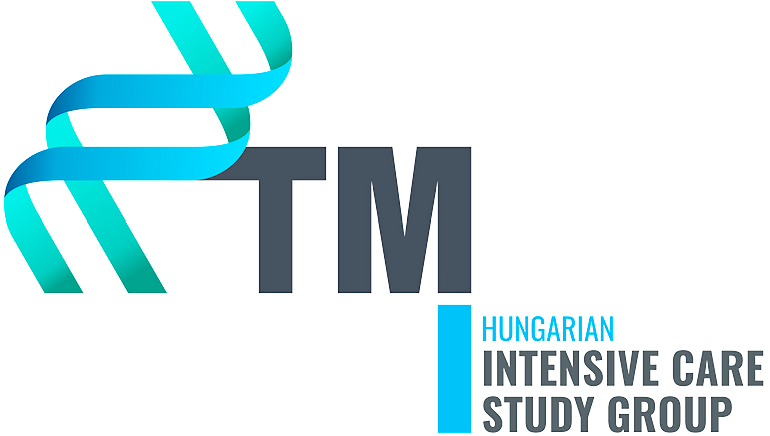 TM
HUNGARIAN
INTENSIVE CARE
STUDY GROUP